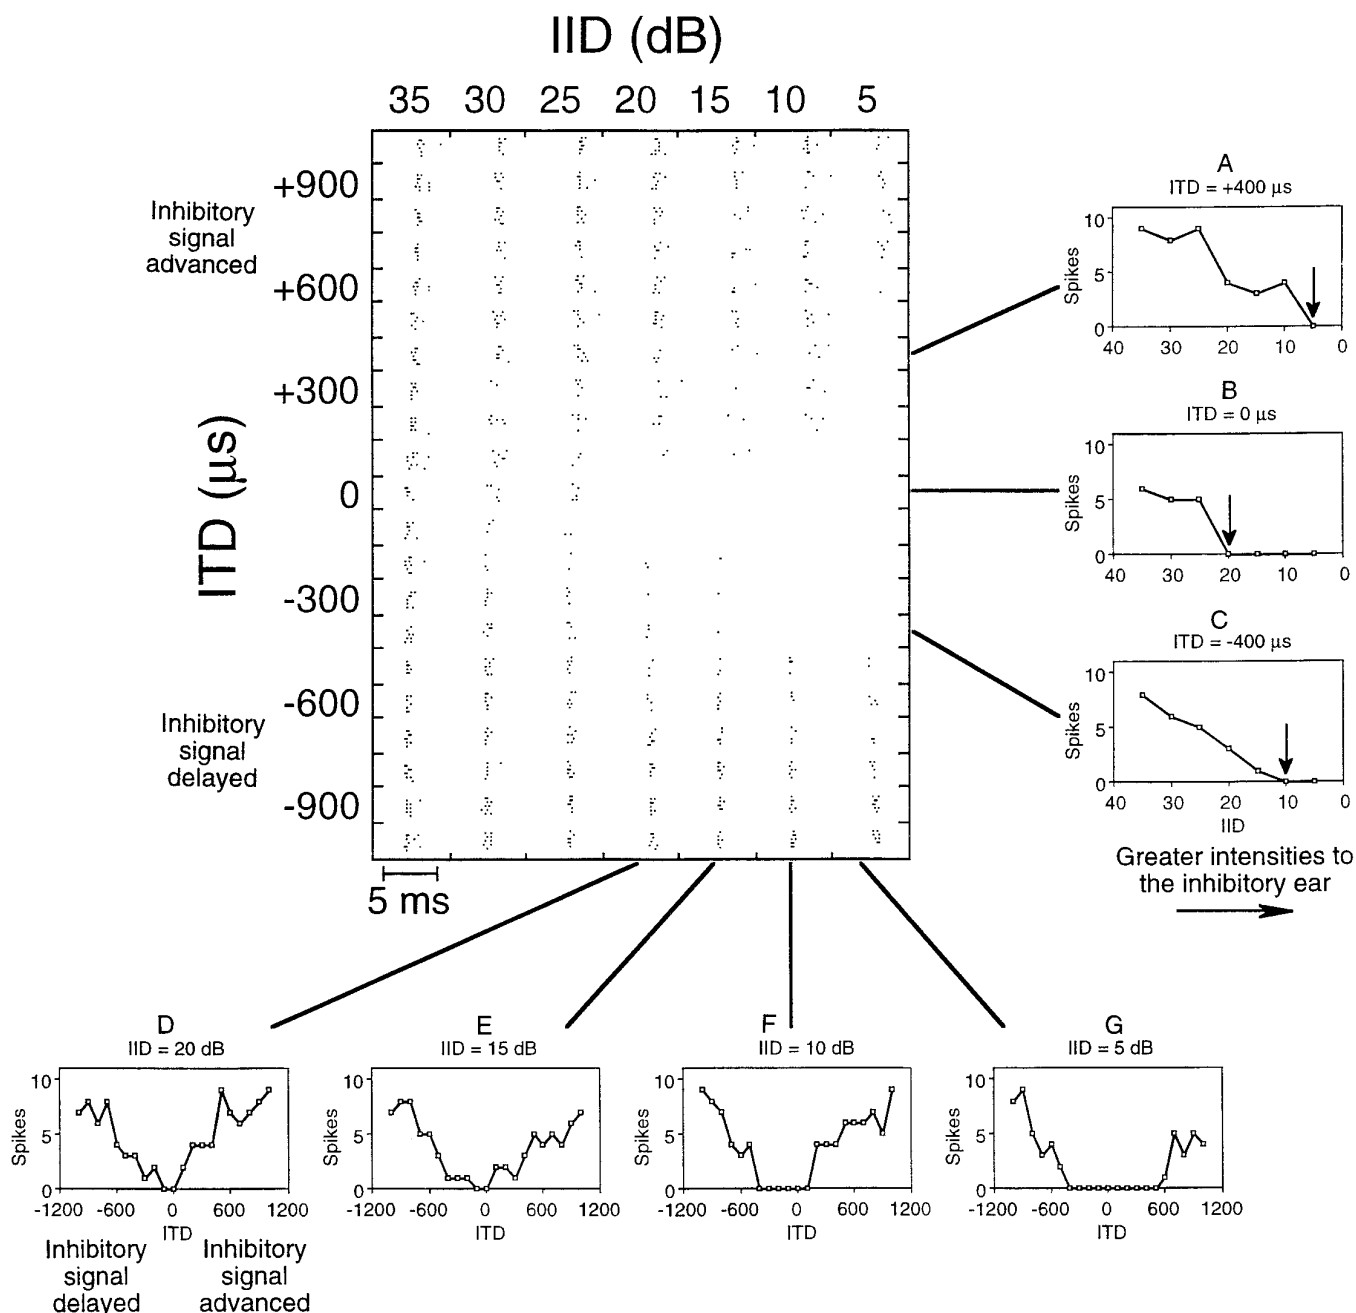 IID (dB)
35 30 25 20 15 10 5
+900
Inhibitory
signal
advanced
+600
+300
ITD (µs)
0
-300
-600
Inhibitory
signal
delayed
-900
5 ms
A
ITD = +400 µs
Spikes
10
5
0
40 30 20 10 0
B
ITD = 0 µs
Spikes
10
5
0
40 30 20 10 0
C
ITD = -400 µs
Spikes
10
5
0
40 30 20 10 0
IID
Greater intensities to
the inhibitory ear
D
IID = 20 dB
Spikes
10
5
0
-1200 -600 0 600 1200
ITD
Inhibitory
signal
delayed
Inhibitory
signal
advanced
E
IID = 15 dB
Spikes
10
5
0
-1200 -600 0 600 1200
ITD
F
IID = 10 dB
Spikes
10
5
0
-1200 -600 0 600 1200
ITD
G
IID = 5 dB
Spikes
10
5
0
-1200 -600 0 600 1200
ITD